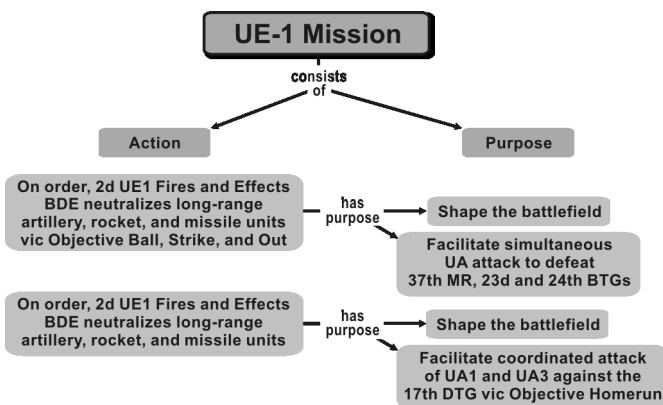 UE-1 Mission
consists
of
Action
Purpose
On order, 2d UE1 Fires and Effects
BDE neutralizes long-range
artillery, rocket, and missile units
vic Objective Ball, Strike, and Out
has
purpose
Shape the battlefield
Facilitate simultaneous
UA attack to defeat
37th MR, 23d and 24th BTGs
On order, 2d UE1 Fires and Effects
BDE neutralizes long-range
artillery, rocket, and missile units
has
purpose
Shape the battlefield
Facilitate coordinated attack
of UA1 and UA3 against the
17th DTG vic Objective Homerun